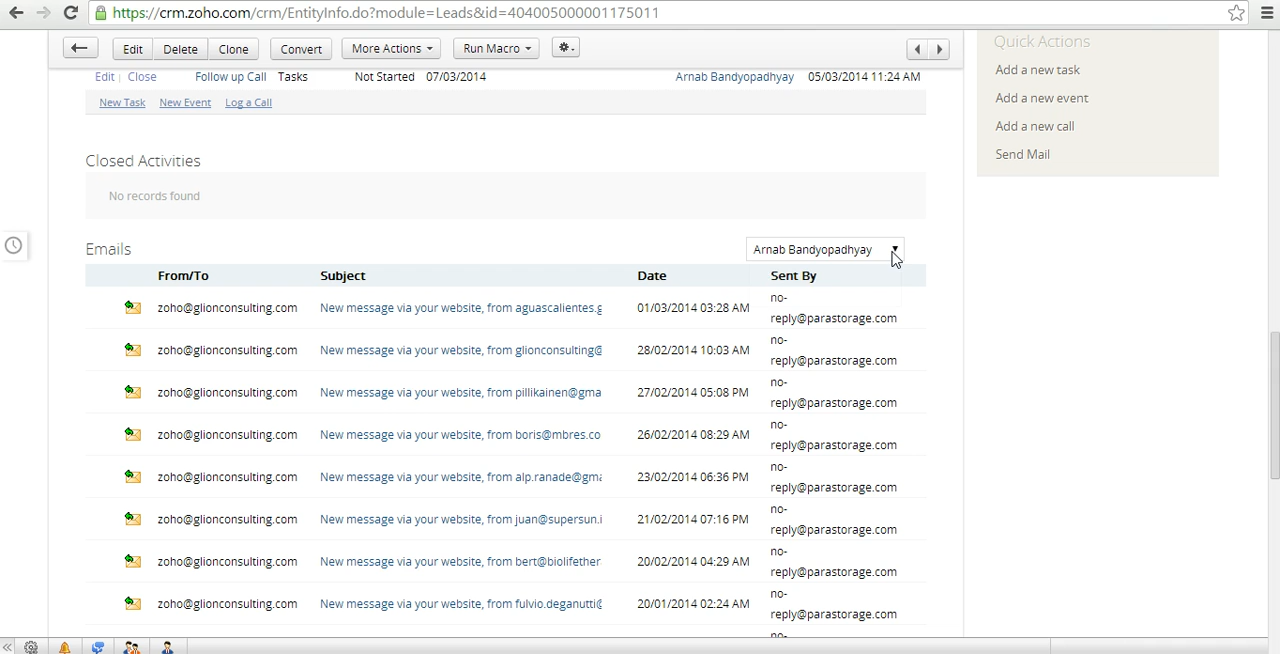 https://crm.zoho.com/crm/EntityInfo.do?module=Leads&id=404005000001175011
Edit Delete Clone Convert More Actions Run Macro
Quick Actions
Add a new task
Add a new event
Add a new call
Send Mail
Edit | Close Follow up Call Tasks Not Started 07/03/2014 Arnab Bandyopadhyay 05/03/2014 11:24 AM
New Task New Event Log a Call
Closed Activities
No records found
Emails Arnab Bandyopadhyay
From/To Subject Date Sent By
zoho@glionconsulting.com New message via your website, from aguascalientes.g 01/03/2014 03:28 AM no-
reply@parastorage.com
zoho@glionconsulting.com New message via your website, from glionconsulting@ 28/02/2014 10:03 AM no-
reply@parastorage.com
zoho@glionconsulting.com New message via your website, from pillikainen@gma 27/02/2014 05:08 PM no-
reply@parastorage.com
zoho@glionconsulting.com New message via your website, from boris@mbres.co 26/02/2014 08:29 AM no-
reply@parastorage.com
zoho@glionconsulting.com New message via your website, from alp.ranade@gma 23/02/2014 06:36 PM no-
reply@parastorage.com
zoho@glionconsulting.com New message via your website, from juan@supersun.i 21/02/2014 07:16 PM no-
reply@parastorage.com
zoho@glionconsulting.com New message via your website, from bert@biolifether 20/02/2014 04:29 AM no-
reply@parastorage.com
zoho@glionconsulting.com New message via your website, from fulvio.deganutti@ 20/01/2014 02:24 AM no-
reply@parastorage.com
no-